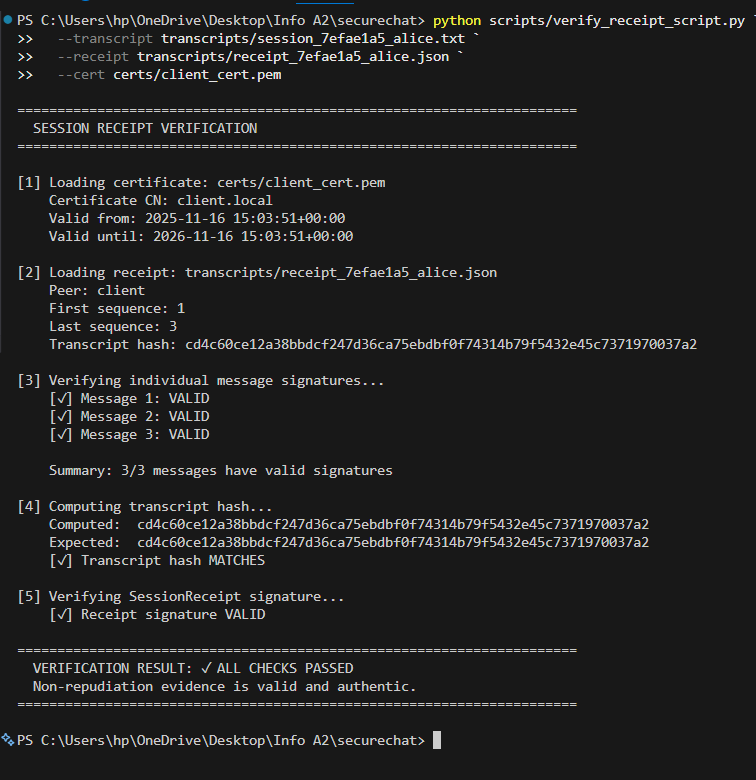 PS C:\Users\hp\OneDrive\Desktop\Info A2\securechat> python scripts/verify_receipt_script.py `
>>   --transcript transcripts/session_7efae1a5_alice.txt `
>>   --receipt transcripts/receipt_7efae1a5_alice.json `
>>   --cert certs/client_cert.pem
======================================================================
SESSION RECEIPT VERIFICATION
======================================================================
[1] Loading certificate: certs/client_cert.pem
Certificate CN: client.local
Valid from: 2025-11-16 15:03:51+00:00
Valid until: 2026-11-16 15:03:51+00:00
[2] Loading receipt: transcripts/receipt_7efae1a5_alice.json
Peer: client
First sequence: 1
Last sequence: 3
Transcript hash: cd4c60ce12a38bbdcf247d36ca75ebdbf0f74314b79f5432e45c7371970037a2
[3] Verifying individual message signatures...
[✓] Message 1: VALID
[✓] Message 2: VALID
[✓] Message 3: VALID
Summary: 3/3 messages have valid signatures
[4] Computing transcript hash...
Computed:  cd4c60ce12a38bbdcf247d36ca75ebdbf0f74314b79f5432e45c7371970037a2
Expected:  cd4c60ce12a38bbdcf247d36ca75ebdbf0f74314b79f5432e45c7371970037a2
[✓] Transcript hash MATCHES
[5] Verifying SessionReceipt signature...
[✓] Receipt signature VALID
======================================================================
VERIFICATION RESULT: ✓ ALL CHECKS PASSED
Non-repudiation evidence is valid and authentic.
======================================================================
PS C:\Users\hp\OneDrive\Desktop\Info A2\securechat>